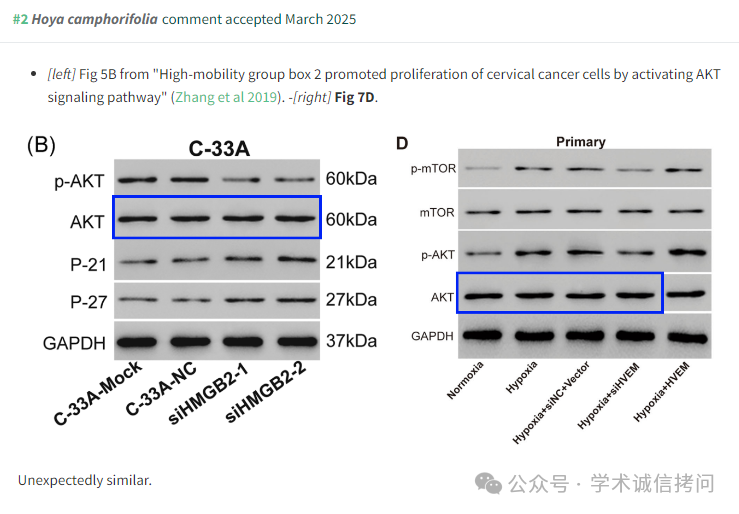 #2 Hoya camphorifolia comment accepted March 2025
[left] Fig 5B from "High-mobility group box 2 promoted proliferation of cervical cancer cells by activating AKT
signaling pathway" (Zhang et al 2019). -[right] Fig 7D.
(B)
C-33A
p-AKT 60kDa
AKT 60kDa
P-21 21kDa
P-27 27kDa
GAPDH 37kDa
C-33A-Mock
C-33A-NC
siHMGB2-1
siHMGB2-2
D
Primary
p-mTOR
mTOR
p-AKT
AKT
GAPDH
Normoxia
Hypoxia
Hypoxia+siNC+Vector
Hypoxia+siHVEM
Hypoxia+HVEM
Unexpectedly similar.
公众号 · 学术诚信拷问